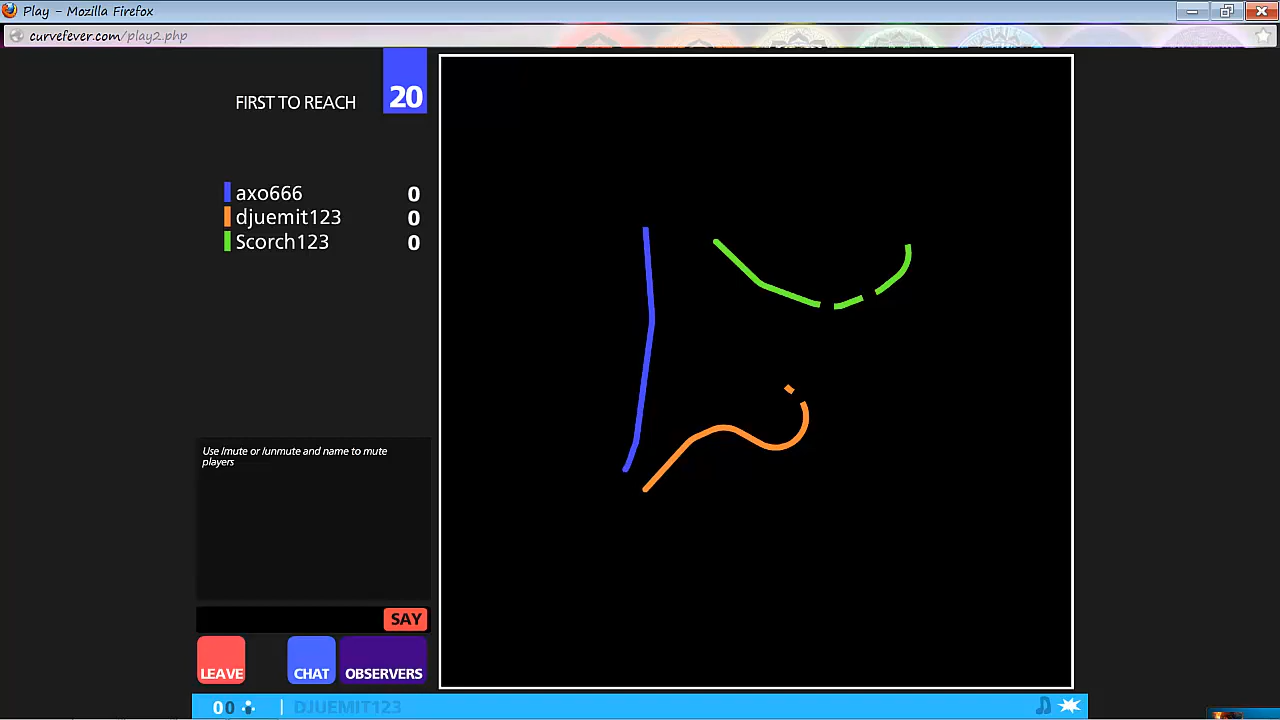 Play - Mozilla Firefox
curvefever.com/play2.php
FIRST TO REACH 20
axo666 0
djuemit123 0
Scorch123 0
Use /mute or /unmute and name to mute
players
SAY
LEAVE CHAT OBSERVERS
00 | DJUEMIT123